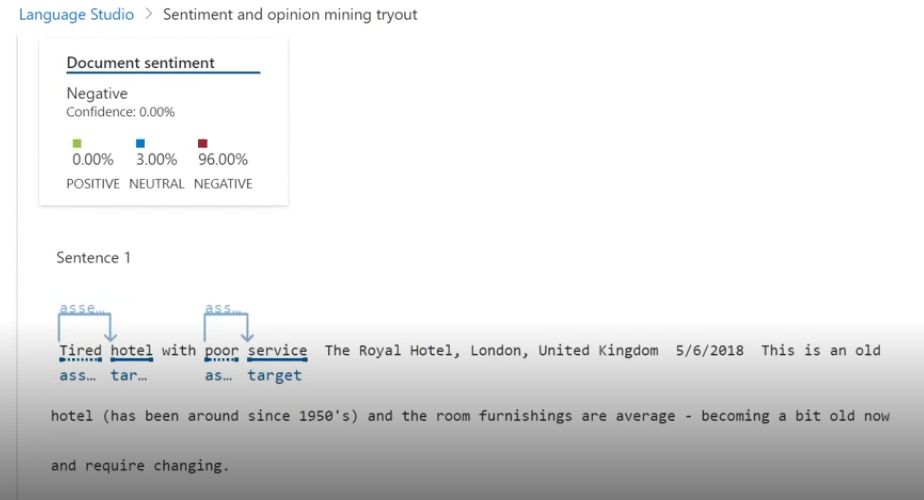 Language Studio > Sentiment and opinion mining tryout
Document sentiment
Negative
Confidence: 0.00%
0.00% 3.00% 96.00%
POSITIVE NEUTRAL NEGATIVE
Sentence 1
asse... ass...
Tired hotel with poor service The Royal Hotel, London, United Kingdom 5/6/2018 This is an old
ass... tar... as... target
hotel (has been around since 1950's) and the room furnishings are average - becoming a bit old now
and require changing.